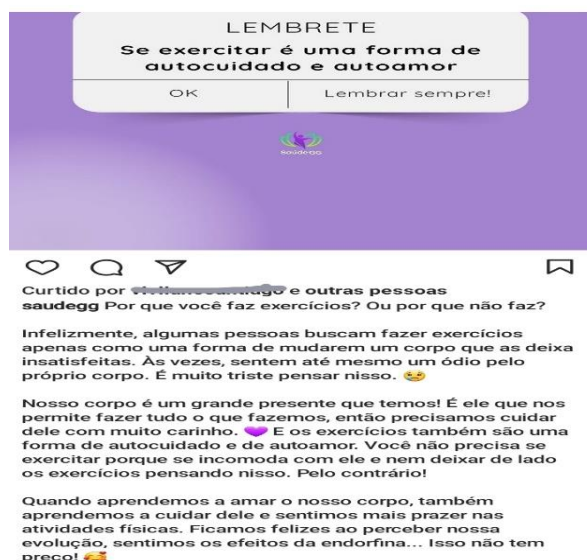 LEMBRETE
Se exercitar é uma forma de
autocuidado e autoamor
OK
Lembrar sempre!
saudeGG
Curtido por e outras pessoas
saudegg Por que você faz exercícios? Ou por que não faz?
Infelizmente, algumas pessoas buscam fazer exercícios
apenas como uma forma de mudarem um corpo que as deixa
insatisfeitas. Às vezes, sentem até mesmo um ódio pelo
próprio corpo. É muito triste pensar nisso. 😢
Nosso corpo é um grande presente que temos! É ele que nos
permite fazer tudo o que fazemos, então precisamos cuidar
dele com muito carinho. 💜 E os exercícios também são uma
forma de autocuidado e de autoamor. Você não precisa se
exercitar porque se incomoda com ele e nem deixar de lado
os exercícios pensando nisso. Pelo contrário!
Quando aprendemos a amar o nosso corpo, também
aprendemos a cuidar dele e sentimos mais prazer nas
atividades físicas. Ficamos felizes ao perceber nossa
evolução, sentimos os efeitos da endorfina... Isso não tem
preço! 🥰